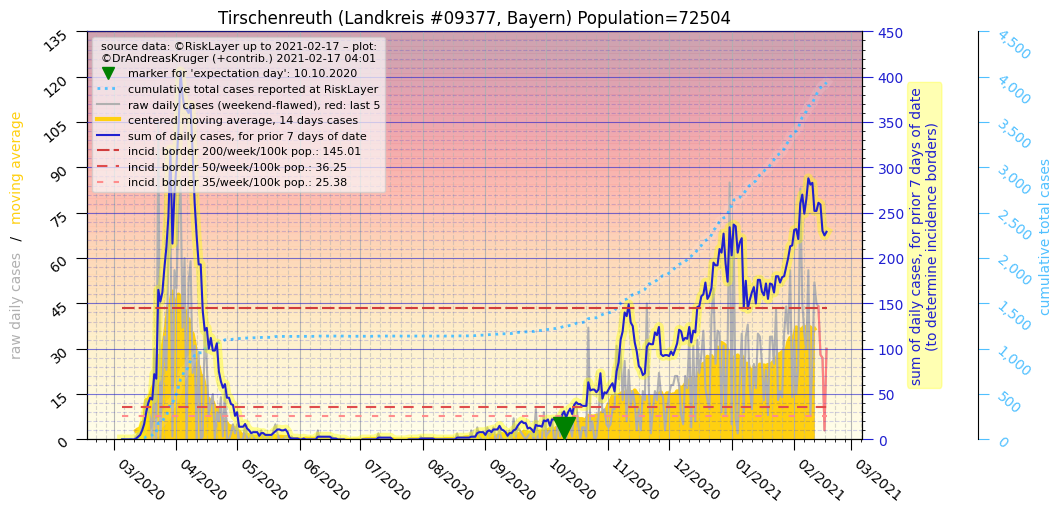 Tirschenreuth (Landkreis #09377, Bayern) Population=72504
source data: ©RiskLayer up to 2021-02-17 – plot:
©DrAndreasKruger (+contrib.) 2021-02-17 04:01
marker for 'expectation day': 10.10.2020
cumulative total cases reported at RiskLayer
raw daily cases (weekend-flawed), red: last 5
centered moving average, 14 days cases
sum of daily cases, for prior 7 days of date
incid. border 200/week/100k pop.: 145.01
incid. border 50/week/100k pop.: 36.25
incid. border 35/week/100k pop.: 25.38
raw daily cases / moving average
135
120
105
90
75
60
45
30
15
0
03/2020
04/2020
05/2020
06/2020
07/2020
08/2020
09/2020
10/2020
11/2020
12/2020
01/2021
02/2021
03/2021
450
400
350
300
250
200
150
100
50
0
sum of daily cases, for prior 7 days of date
(to determine incidence borders)
4,500
4,000
3,500
3,000
2,500
2,000
1,500
1,000
500
0
cumulative total cases